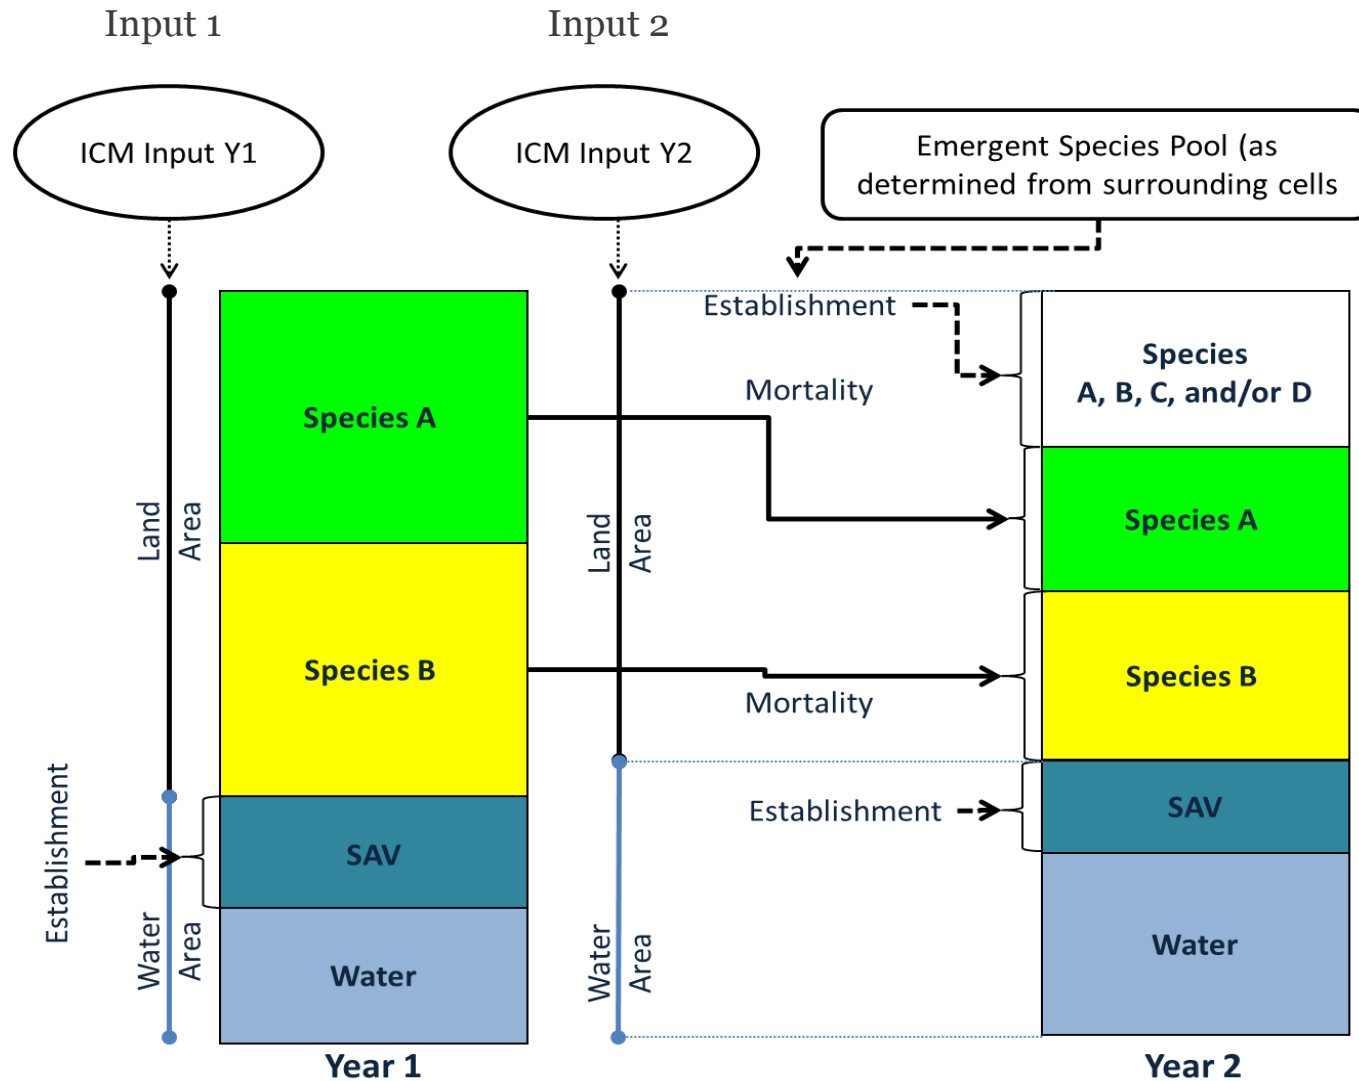 Input 1
Input 2
ICM Input Y1
ICM Input Y2
Emergent Species Pool (as
determined from surrounding cells
Establishment
Mortality
Species
A, B, C, and/or D
Species A
Species A
Land
Area
Land
Area
Species B
Species B
Mortality
Establishment
SAV
Establishment
SAV
Water
Area
Water
Area
Water
Water
Year 1
Year 2